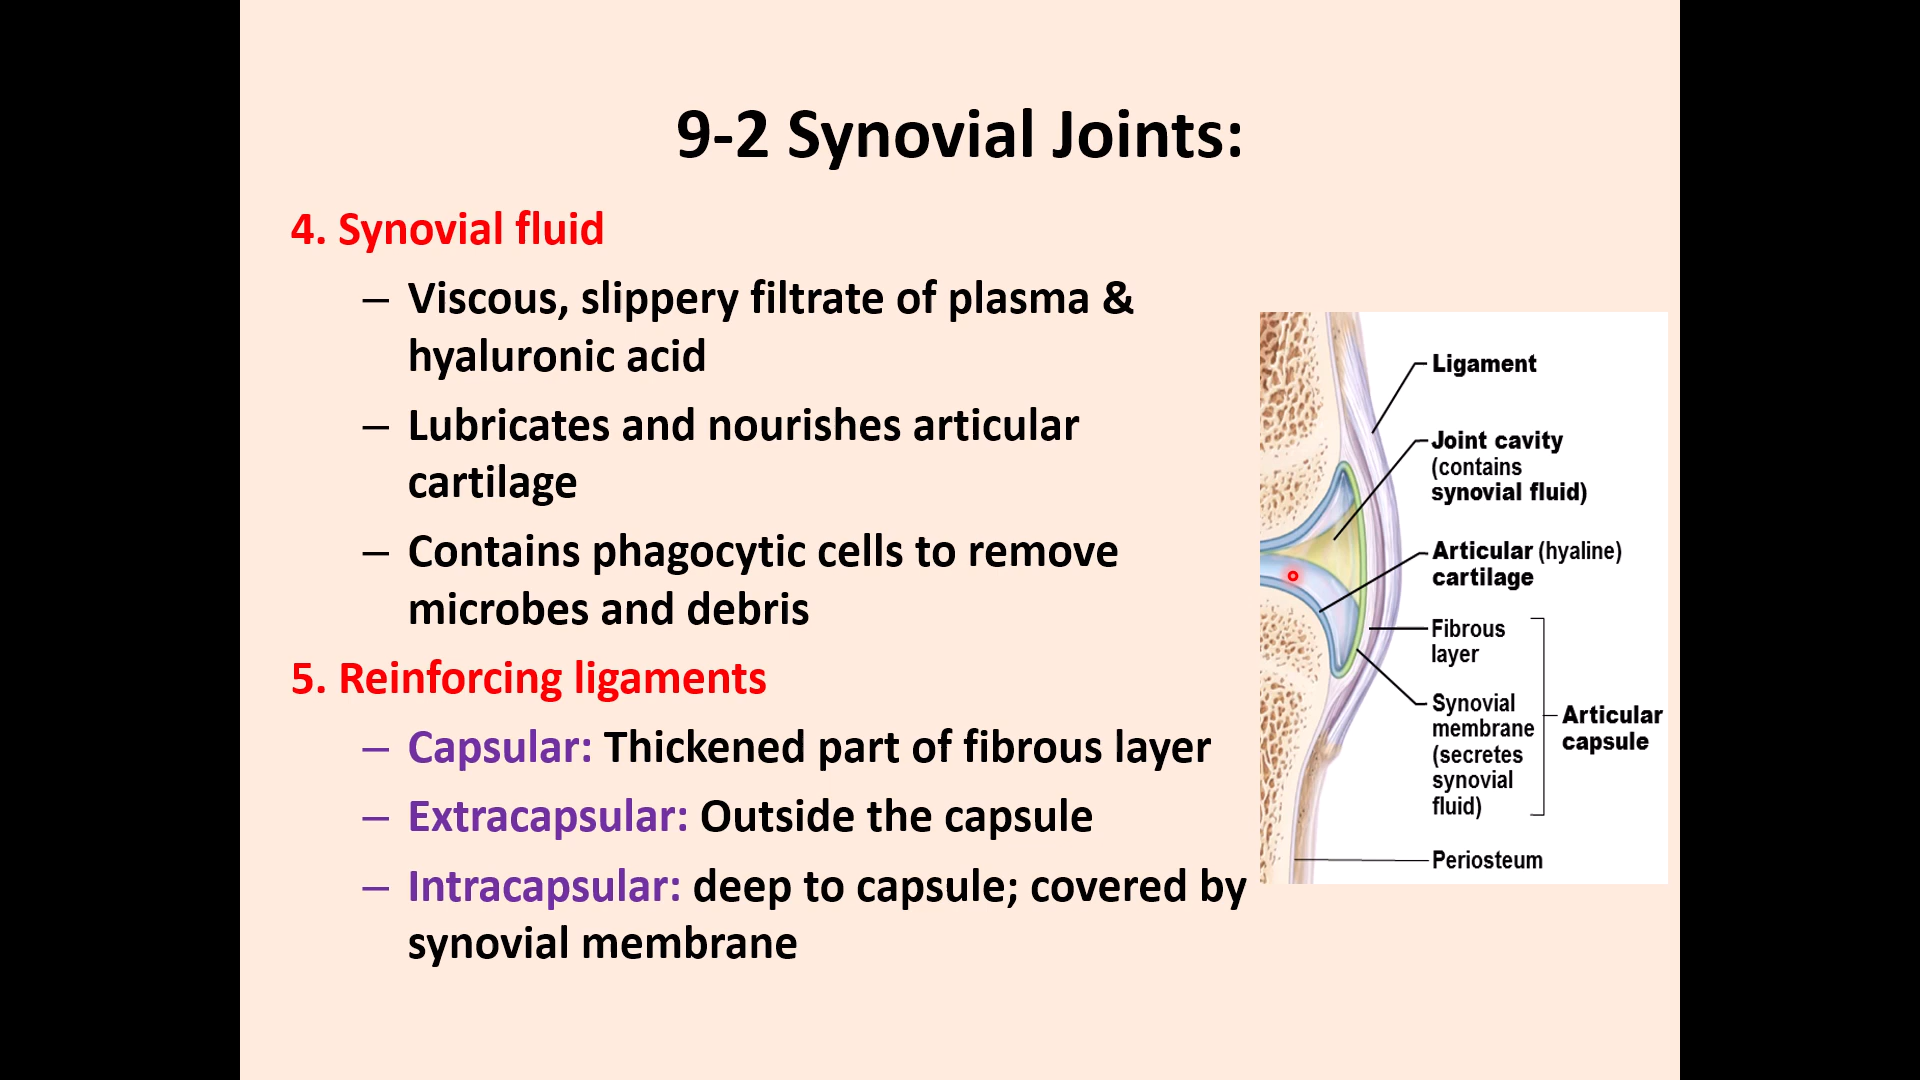 9-2 Synovial Joints:
4. Synovial fluid
– Viscous, slippery filtrate of plasma &
hyaluronic acid
– Lubricates and nourishes articular
cartilage
– Contains phagocytic cells to remove
microbes and debris
5. Reinforcing ligaments
– Capsular: Thickened part of fibrous layer
– Extracapsular: Outside the capsule
– Intracapsular: deep to capsule; covered by
synovial membrane
Ligament
Joint cavity
(contains
synovial fluid)
Articular (hyaline)
cartilage
Fibrous
layer
Synovial
membrane
(secretes
synovial
fluid)
Articular
capsule
Periosteum